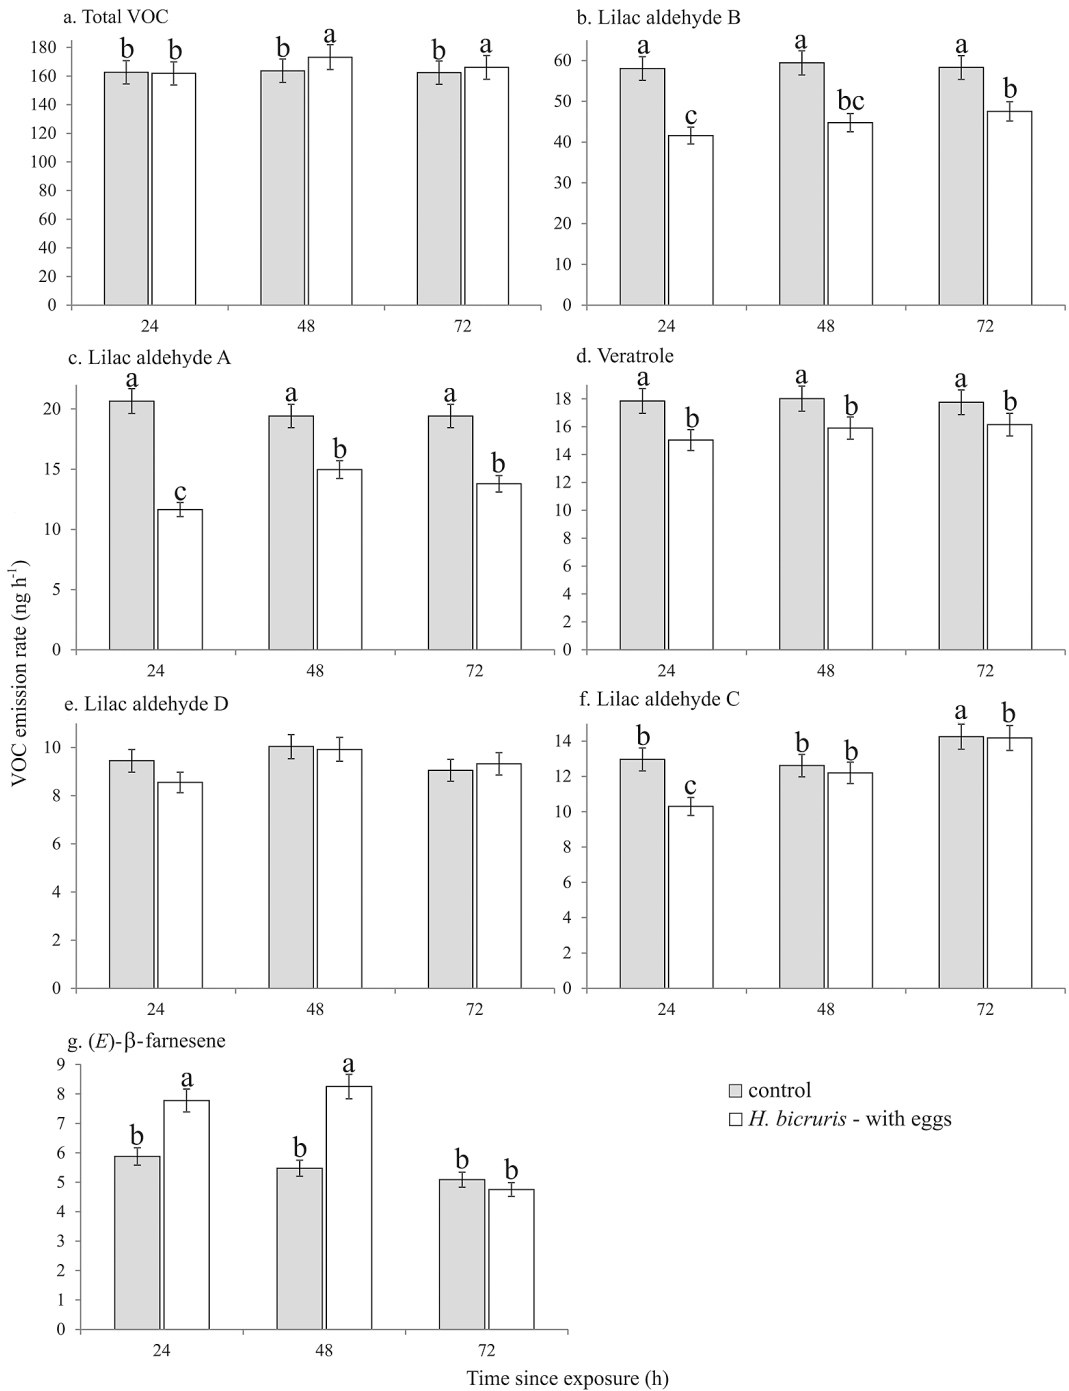 a. Total VOC
180
160
140
120
100
80
60
40
20
0
b b b a b a
24 48 72
b. Lilac aldehyde B
60
50
40
30
20
10
0
a c a bc a b
24 48 72
c. Lilac aldehyde A
20
15
10
5
0
a c a b a b
24 48 72
d. Veratrole
18
16
14
12
10
8
6
4
2
0
a b a b a b
24 48 72
VOC emission rate (ng h-1)
e. Lilac aldehyde D
10
8
6
4
2
0
24 48 72
f. Lilac aldehyde C
14
12
10
8
6
4
2
0
b c b b a b
24 48 72
g. (E)-β-farnesene
9
8
7
6
5
4
3
2
1
0
b a b a b b
24 48 72
control
H. bicruris - with eggs
Time since exposure (h)